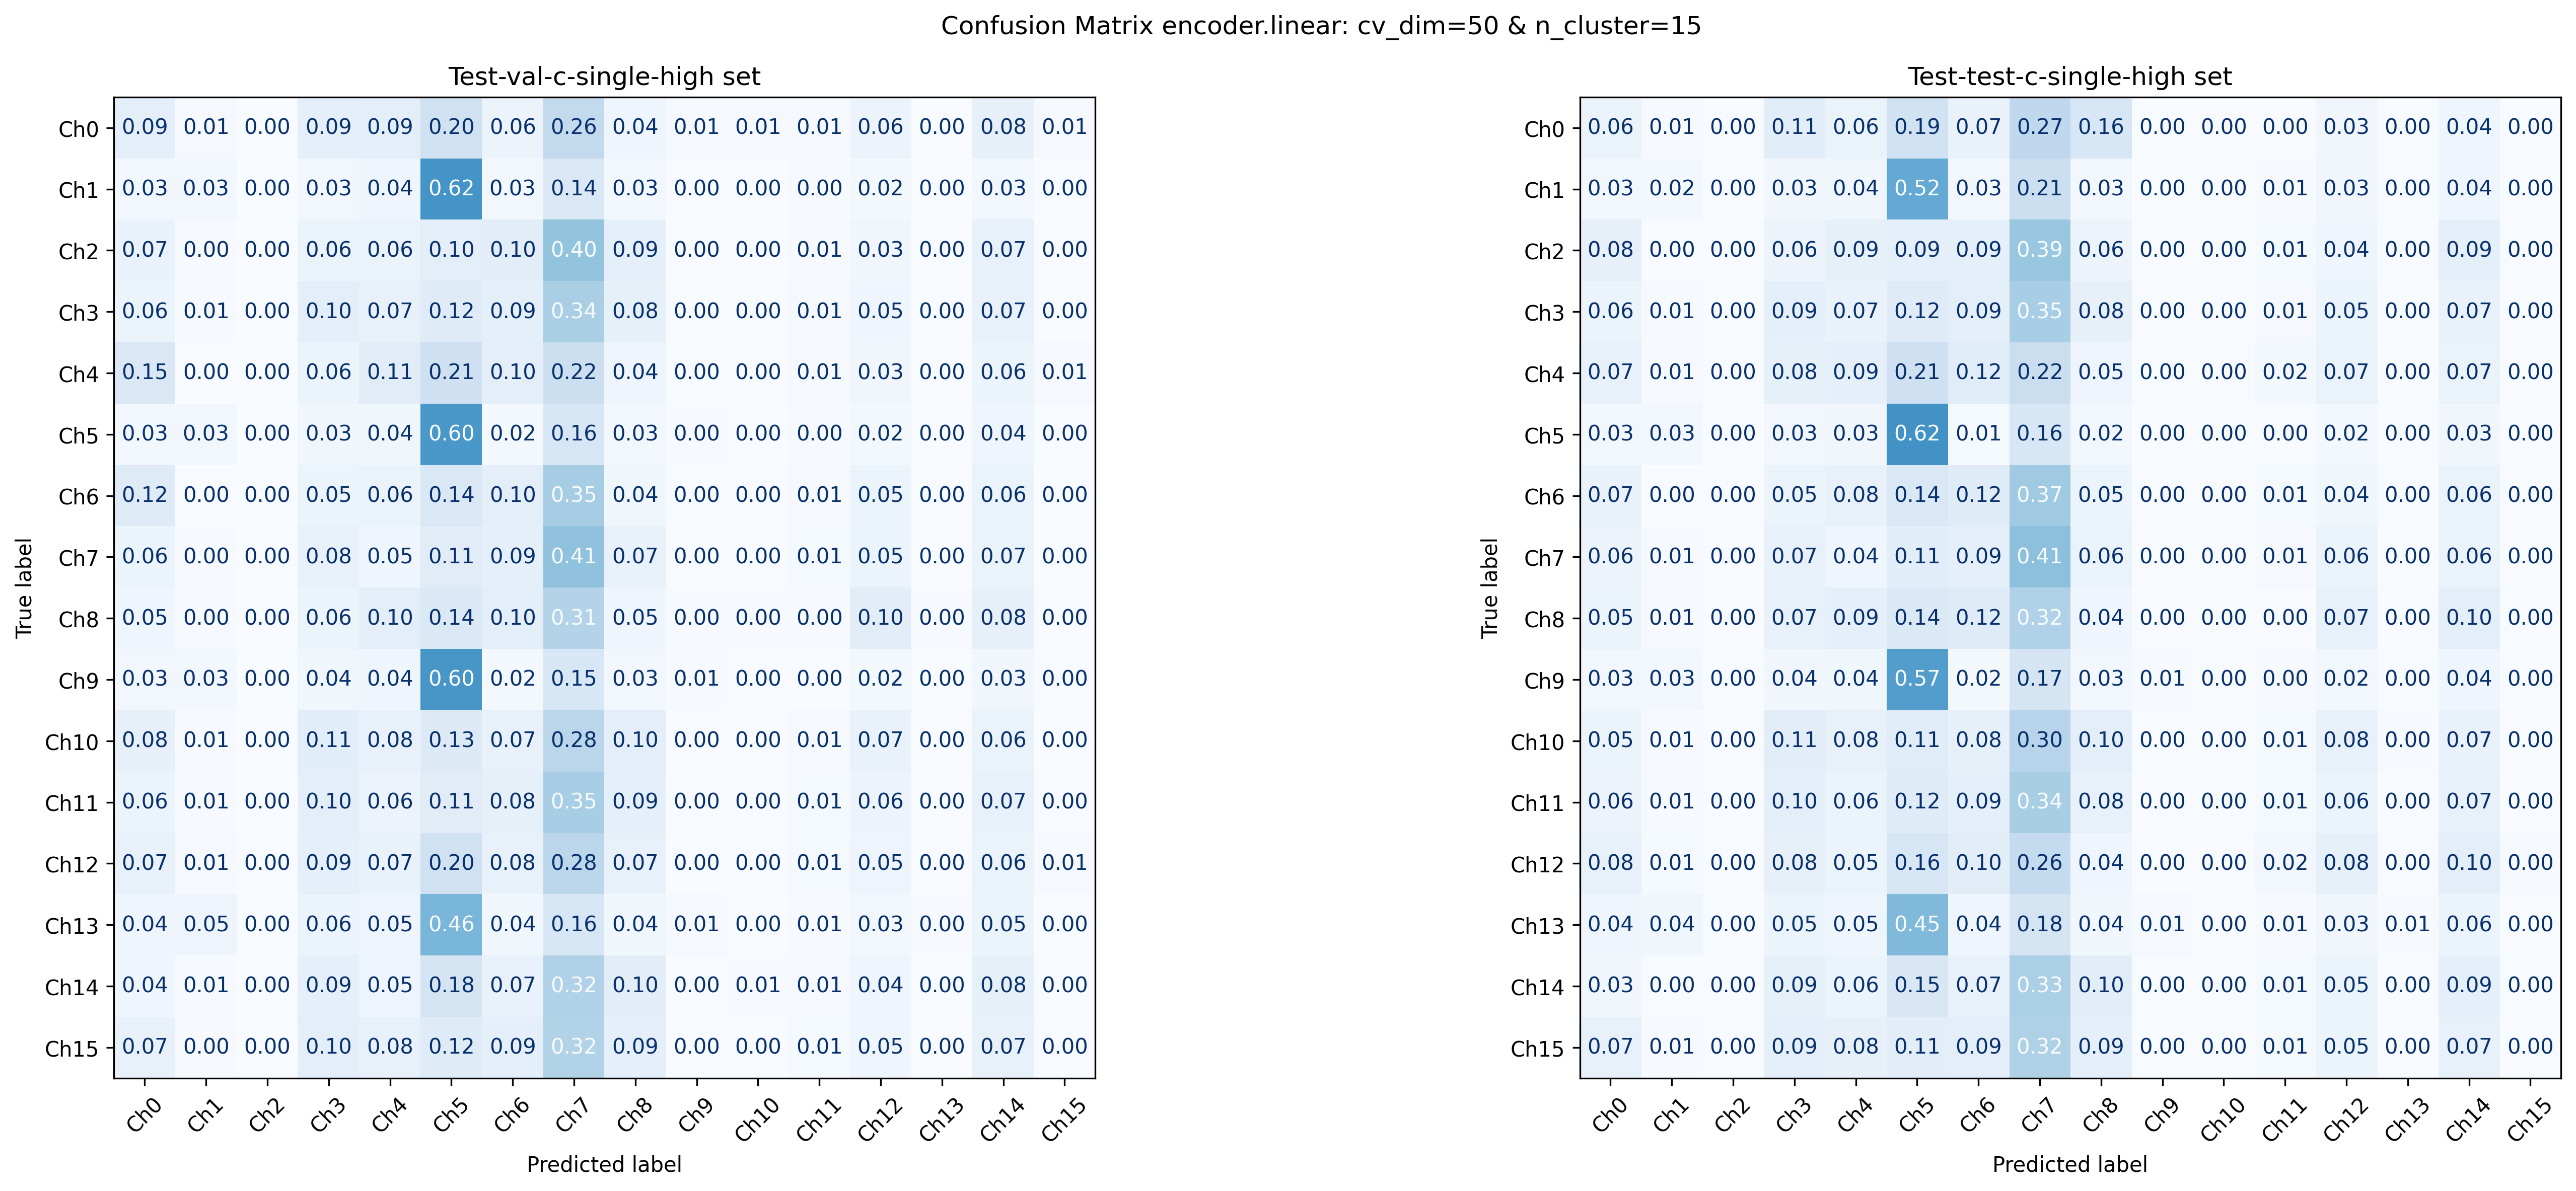 Confusion Matrix encoder.linear: cv_dim=50 & n_cluster=15
Test-val-c-single-high set
Ch0 0.09 0.01 0.00 0.09 0.09 0.20 0.06 0.26 0.04 0.01 0.01 0.01 0.06 0.00 0.08 0.01
Ch1 0.03 0.03 0.00 0.03 0.04 0.62 0.03 0.14 0.03 0.00 0.00 0.00 0.02 0.00 0.03 0.00
Ch2 0.07 0.00 0.00 0.06 0.06 0.10 0.10 0.40 0.09 0.00 0.00 0.01 0.03 0.00 0.07 0.00
Ch3 0.06 0.01 0.00 0.10 0.07 0.12 0.09 0.34 0.08 0.00 0.00 0.01 0.05 0.00 0.07 0.00
Ch4 0.15 0.00 0.00 0.06 0.11 0.21 0.10 0.22 0.04 0.00 0.00 0.01 0.03 0.00 0.06 0.01
Ch5 0.03 0.03 0.00 0.03 0.04 0.60 0.02 0.16 0.03 0.00 0.00 0.00 0.02 0.00 0.04 0.00
Ch6 0.12 0.00 0.00 0.05 0.06 0.14 0.10 0.35 0.04 0.00 0.00 0.01 0.05 0.00 0.06 0.00
Ch7 0.06 0.00 0.00 0.08 0.05 0.11 0.09 0.41 0.07 0.00 0.00 0.01 0.05 0.00 0.07 0.00
Ch8 0.05 0.00 0.00 0.06 0.10 0.14 0.10 0.31 0.05 0.00 0.00 0.00 0.10 0.00 0.08 0.00
Ch9 0.03 0.03 0.00 0.04 0.04 0.60 0.02 0.15 0.03 0.01 0.00 0.00 0.02 0.00 0.03 0.00
Ch10 0.08 0.01 0.00 0.11 0.08 0.13 0.07 0.28 0.10 0.00 0.00 0.01 0.07 0.00 0.06 0.00
Ch11 0.06 0.01 0.00 0.10 0.06 0.11 0.08 0.35 0.09 0.00 0.00 0.01 0.06 0.00 0.07 0.00
Ch12 0.07 0.01 0.00 0.09 0.07 0.20 0.08 0.28 0.07 0.00 0.00 0.01 0.05 0.00 0.06 0.01
Ch13 0.04 0.05 0.00 0.06 0.05 0.46 0.04 0.16 0.04 0.01 0.00 0.01 0.03 0.00 0.05 0.00
Ch14 0.04 0.01 0.00 0.09 0.05 0.18 0.07 0.32 0.10 0.00 0.01 0.01 0.04 0.00 0.08 0.00
Ch15 0.07 0.00 0.00 0.10 0.08 0.12 0.09 0.32 0.09 0.00 0.00 0.01 0.05 0.00 0.07 0.00
Ch0 Ch1 Ch2 Ch3 Ch4 Ch5 Ch6 Ch7 Ch8 Ch9 Ch10 Ch11 Ch12 Ch13 Ch14 Ch15
True label
Predicted label
Test-test-c-single-high set
Ch0 0.06 0.01 0.00 0.11 0.06 0.19 0.07 0.27 0.16 0.00 0.00 0.00 0.03 0.00 0.04 0.00
Ch1 0.03 0.02 0.00 0.03 0.04 0.52 0.03 0.21 0.03 0.00 0.00 0.01 0.03 0.00 0.04 0.00
Ch2 0.08 0.00 0.00 0.06 0.09 0.09 0.09 0.39 0.06 0.00 0.00 0.01 0.04 0.00 0.09 0.00
Ch3 0.06 0.01 0.00 0.09 0.07 0.12 0.09 0.35 0.08 0.00 0.00 0.01 0.05 0.00 0.07 0.00
Ch4 0.07 0.01 0.00 0.08 0.09 0.21 0.12 0.22 0.05 0.00 0.00 0.02 0.07 0.00 0.07 0.00
Ch5 0.03 0.03 0.00 0.03 0.03 0.62 0.01 0.16 0.02 0.00 0.00 0.00 0.02 0.00 0.03 0.00
Ch6 0.07 0.00 0.00 0.05 0.08 0.14 0.12 0.37 0.05 0.00 0.00 0.01 0.04 0.00 0.06 0.00
Ch7 0.06 0.01 0.00 0.07 0.04 0.11 0.09 0.41 0.06 0.00 0.00 0.01 0.06 0.00 0.06 0.00
Ch8 0.05 0.01 0.00 0.07 0.09 0.14 0.12 0.32 0.04 0.00 0.00 0.00 0.07 0.00 0.10 0.00
Ch9 0.03 0.03 0.00 0.04 0.04 0.57 0.02 0.17 0.03 0.01 0.00 0.00 0.02 0.00 0.04 0.00
Ch10 0.05 0.01 0.00 0.11 0.08 0.11 0.08 0.30 0.10 0.00 0.00 0.01 0.08 0.00 0.07 0.00
Ch11 0.06 0.01 0.00 0.10 0.06 0.12 0.09 0.34 0.08 0.00 0.00 0.01 0.06 0.00 0.07 0.00
Ch12 0.08 0.01 0.00 0.08 0.05 0.16 0.10 0.26 0.04 0.00 0.00 0.02 0.08 0.00 0.10 0.00
Ch13 0.04 0.04 0.00 0.05 0.05 0.45 0.04 0.18 0.04 0.01 0.00 0.01 0.03 0.01 0.06 0.00
Ch14 0.03 0.00 0.00 0.09 0.06 0.15 0.07 0.33 0.10 0.00 0.00 0.01 0.05 0.00 0.09 0.00
Ch15 0.07 0.01 0.00 0.09 0.08 0.11 0.09 0.32 0.09 0.00 0.00 0.01 0.05 0.00 0.07 0.00
Ch0 Ch1 Ch2 Ch3 Ch4 Ch5 Ch6 Ch7 Ch8 Ch9 Ch10 Ch11 Ch12 Ch13 Ch14 Ch15
True label
Predicted label